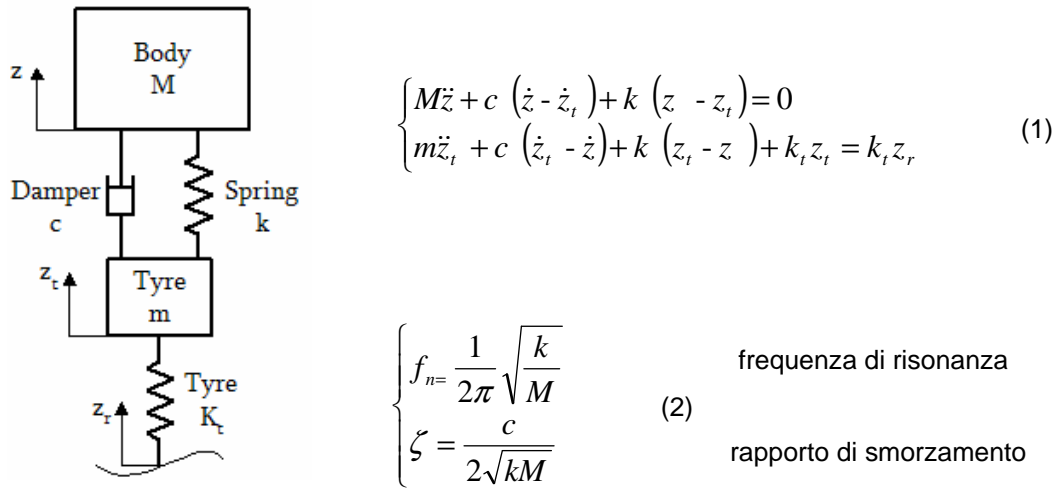 Body
M
z
Damper
c
Spring
k
z_t
Tyre
m
Tyre
K_t
z_r
{ Mz̈ + c (ż - ż_t) + k (z - z_t) = 0
{ mz̈_t + c (ż_t - ż) + k (z_t - z) + k_t z_t = k_t z_r
(1)
{ f_n= 1/2π √(k/M)
frequenza di risonanza
(2)
{ ζ = c/2√(kM)
rapporto di smorzamento